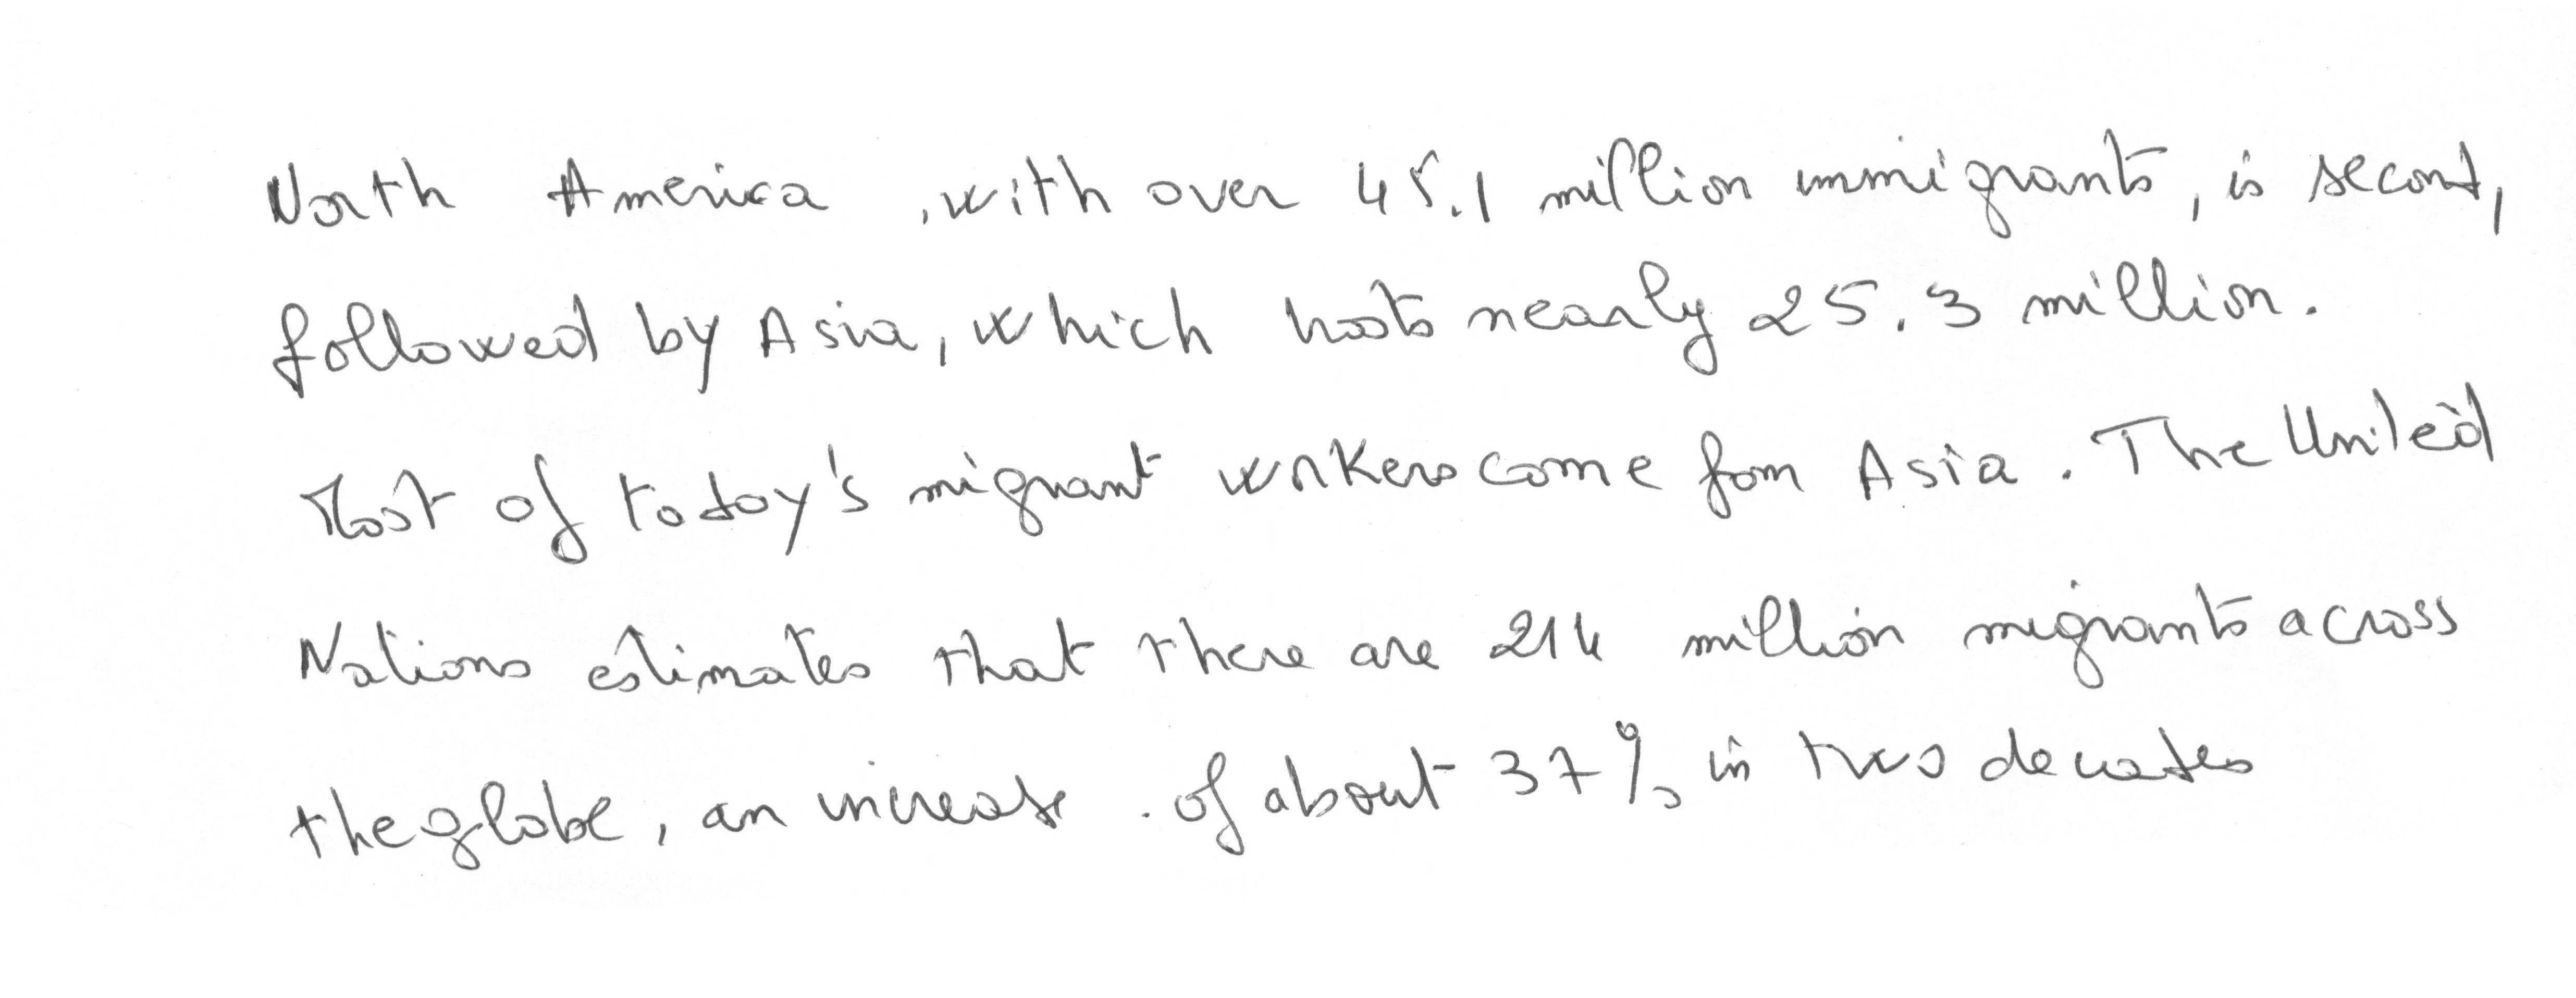 North America, with over 45.1 million immigrants, is second,
followed by Asia, which hosts nearly 25.3 million.
Most of today's migrant workers come fom Asia. The United
Nations estimates that there are 214 million migrants across
the globe, an increase of about 37% in two decades